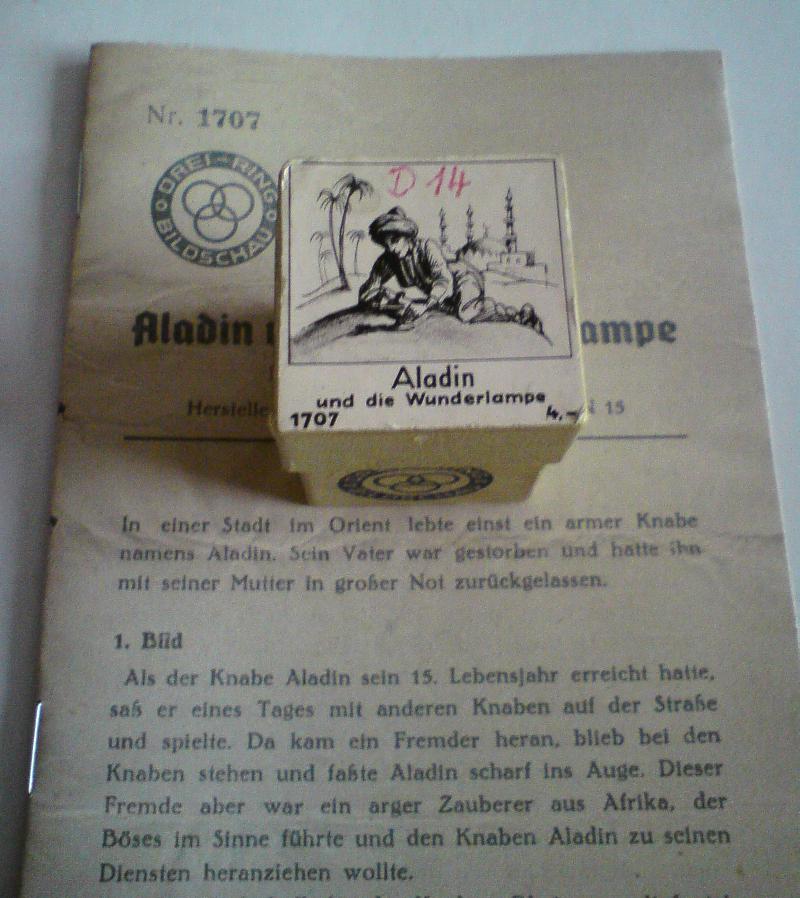 Nr. 1707
DREI-RING
BILDSCHAU
D 14
Aladin
ampe
Aladin
und die Wunderlampe
1707 4.-
Herstelle 15
In einer Stadt im Orient lebte einst ein armer Knabe
namens Aladin. Sein Vater war gestorben und hatte ihn
mit seiner Mutter in großer Not zurückgelassen.
1. Bild
Als der Knabe Aladin sein 15. Lebensjahr erreicht hatte,
saß er eines Tages mit anderen Knaben auf der Straße
und spielte. Da kam ein Fremder heran, blieb bei den
Knaben stehen und faßte Aladin scharf ins Auge. Dieser
Fremde aber war ein arger Zauberer aus Afrika, der
Böses im Sinne führte und den Knaben Aladin zu seinen
Diensten heranziehen wollte.